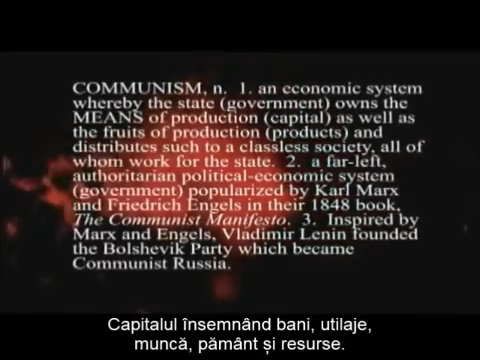 COMMUNISM, n.  1. an economic system
whereby the state (government) owns the
MEANS of production (capital) as well as
the fruits of production (products) and
distributes such to a classless society, all of
whom work for the state.  2.  a far-left,
authoritarian political-economic system
(government) popularized by Karl Marx
and Friedrich Engels in their 1848 book,
The Communist Manifesto.  3.  Inspired by
Marx and Engels, Vladimir Lenin founded
the Bolshevik Party which became
Communist Russia.
Capitalul însemnând bani, utilaje,
muncă, pământ și resurse.